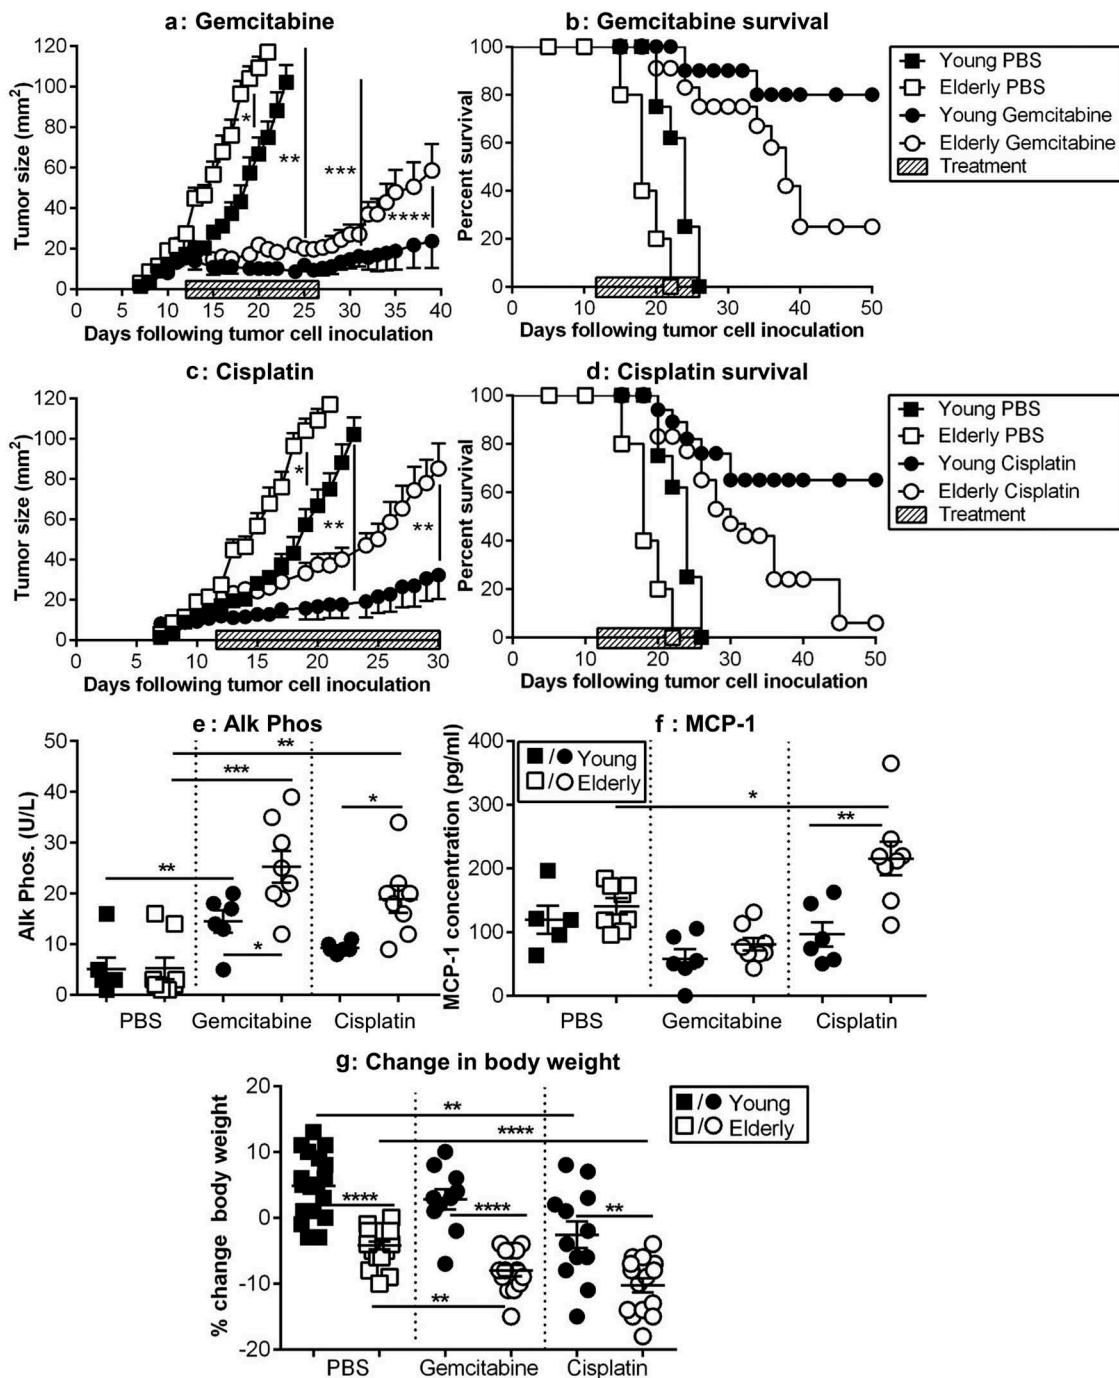 a: Gemcitabine
Tumor size (mm²)
120
100
80
60
40
20
0
*
**
***
****
0 5 10 15 20 25 30 35 40
Days following tumor cell inoculation
b: Gemcitabine survival
Percent survival
100
80
60
40
20
0
0 10 20 30 40 50
Days following tumor cell inoculation
Young PBS
Elderly PBS
Young Gemcitabine
Elderly Gemcitabine
Treatment
c: Cisplatin
Tumor size (mm²)
120
100
80
60
40
20
0
*
**
**
0 5 10 15 20 25 30
Days following tumor cell inoculation
d: Cisplatin survival
Percent survival
100
80
60
40
20
0
0 10 20 30 40 50
Days following tumor cell inoculation
Young PBS
Elderly PBS
Young Cisplatin
Elderly Cisplatin
Treatment
e: Alk Phos
Alk Phos. (U/L)
50
40
30
20
10
0
**
***
*
**
*
PBS Gemcitabine Cisplatin
f: MCP-1
MCP-1 concentration (pg/ml)
400
300
200
100
0
/ Young
/ Elderly
*
**
PBS Gemcitabine Cisplatin
g: Change in body weight
% change body weight
20
10
0
-10
-20
**
****
****
****
**
**
PBS Gemcitabine Cisplatin
/ Young
/ Elderly